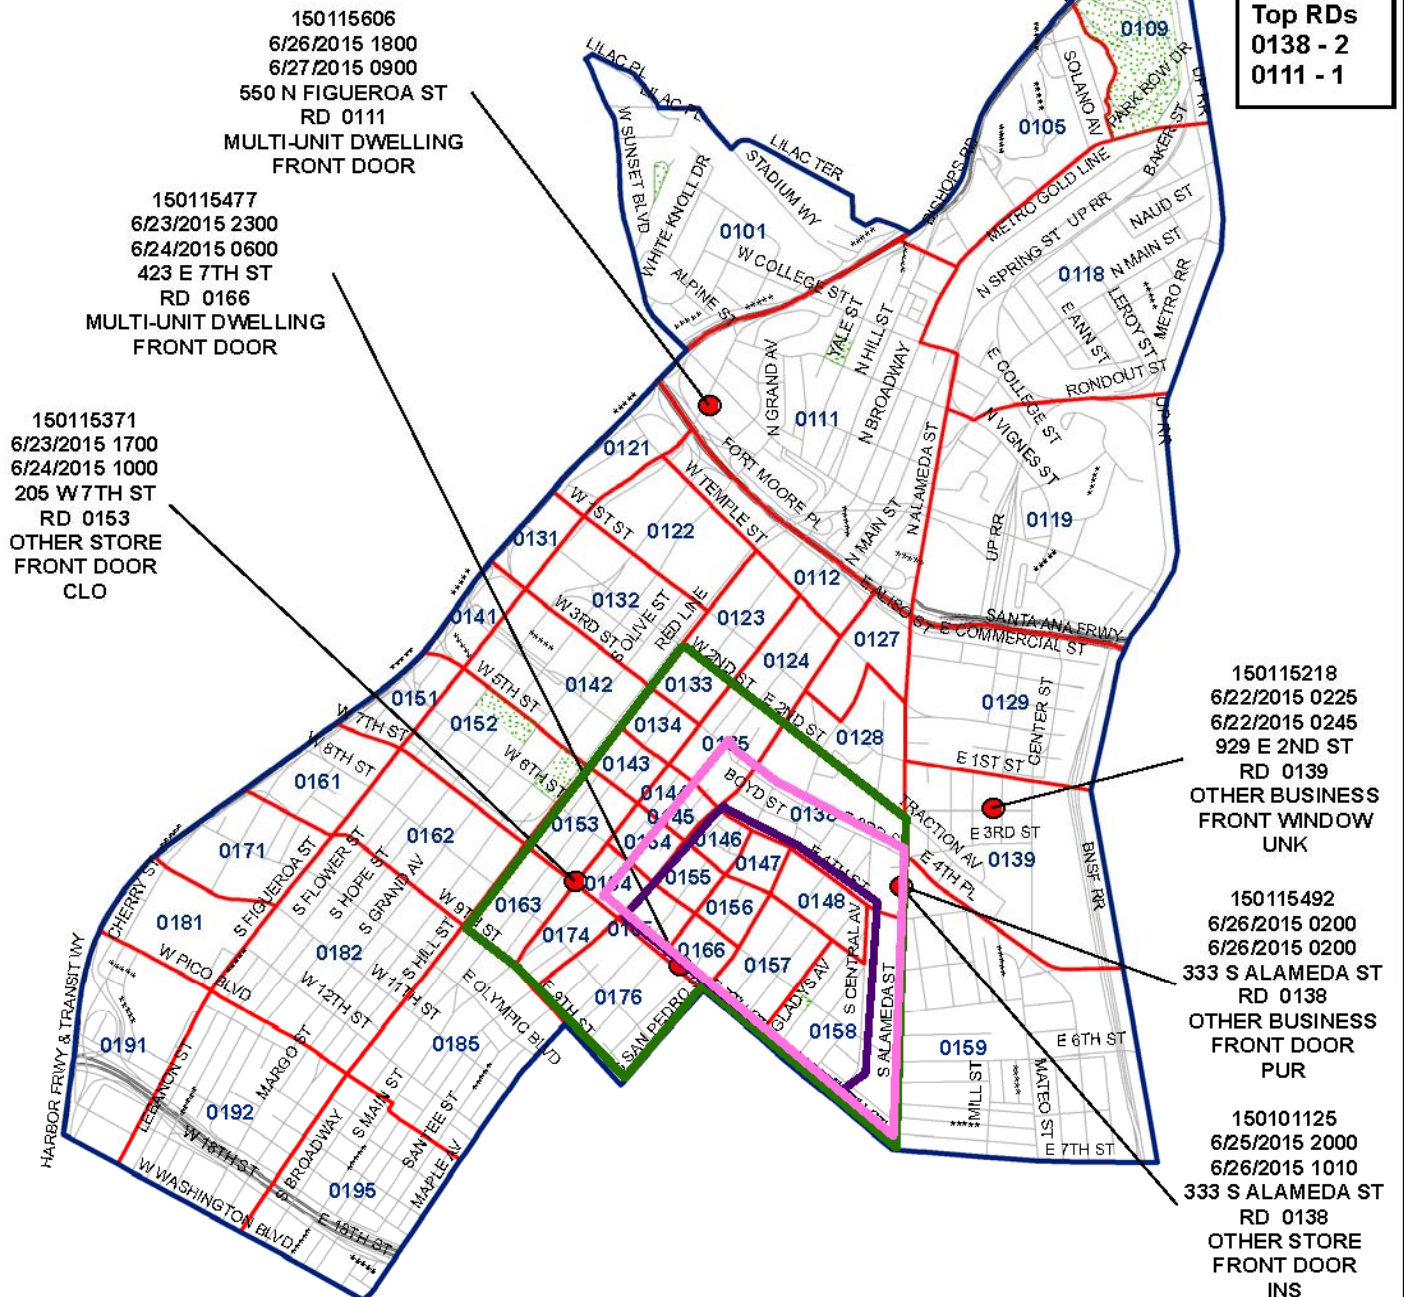 150115606
6/26/2015 1800
6/27/2015 0900
550 N FIGUEROA ST
RD 0111
MULTI-UNIT DWELLING
FRONT DOOR
Top RDs
0138 - 2
0111 - 1
150115477
6/23/2015 2300
6/24/2015 0600
423 E 7TH ST
RD 0166
MULTI-UNIT DWELLING
FRONT DOOR
150115371
6/23/2015 1700
6/24/2015 1000
205 W 7TH ST
RD 0153
OTHER STORE
FRONT DOOR
CLO
150115218
6/22/2015 0225
6/22/2015 0245
929 E 2ND ST
RD 0139
OTHER BUSINESS
FRONT WINDOW
UNK
150115492
6/26/2015 0200
6/26/2015 0200
333 S ALAMEDA ST
RD 0138
OTHER BUSINESS
FRONT DOOR
PUR
150101125
6/25/2015 2000
6/26/2015 1010
333 S ALAMEDA ST
RD 0138
OTHER STORE
FRONT DOOR
INS
LILAC PL
LILAC PL
LILAC TER
W SUNSET BLVD
WHITE KNOLL DR
STADIUM WY
0101
W COLLEGE ST
ALPINE ST
BISHOPS RD
SOLANO AV
0105
0109
PARK ROW DR
UP RR
BAKER ST
METRO GOLD LINE
N SPRING ST
UP RR
NAUD ST
N MAIN ST
0118
METRO RR
LEROY ST
E ANN ST
E COLLEGE ST
RONDOUT ST
UP RR
YALE ST
N HILL ST
N BROADWAY
N GRAND AV
0111
FORT MOORE PL
N MAIN ST
N ALAMEDA ST
N VIGNES ST
UP RR
0119
0121
W TEMPLE ST
W 1ST ST
0122
0131
0112
E ALISO ST
SANTA ANA FRWY
E COMMERCIAL ST
0132
S OLIVE ST
RED LINE
W 3RD ST
0141
0123
0127
0124
W 2ND ST
E 2ND ST
0133
0142
W 5TH ST
0151
0152
W 7TH ST
W 8TH ST
W 6TH ST
0134
0143
0128
0129
CENTER ST
E 1ST ST
BOYD ST
TRACTION AV
E 3RD ST
0139
E 4TH PL
BNSF RR
0161
0162
0153
0146
0147
E 4TH ST
0155
0156
0148
0163
W 9TH ST
0174
0166
0157
GLADYS AV
S CENTRAL AV
S ALAMEDA ST
0158
0159
E 6TH ST
MILL ST
MATEO ST
E 7TH ST
0171
S FIGUEROA ST
S FLOWER ST
S HOPE ST
S GRAND AV
CHERRY ST
0181
W PICO BLVD
0182
W 12TH ST
W 11TH ST
S HILL ST
E OLYMPIC BLVD
E 9TH ST
0176
SAN PEDRO
0185
HARBOR FRWY & TRANSIT WY
0191
LEBANON ST
MARGO ST
0192
W 18TH ST
W WASHINGTON BLVD
S BROADWAY
S MAIN ST
SANTEE ST
MAPLE AV
0195
E 18TH ST